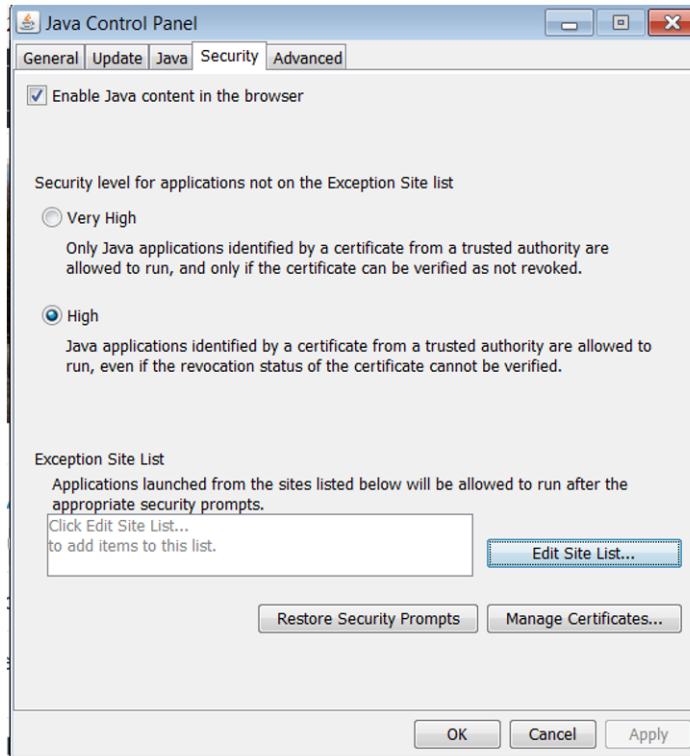 Java Control Panel
General Update Java Security Advanced
Enable Java content in the browser
Security level for applications not on the Exception Site list
Very High
Only Java applications identified by a certificate from a trusted authority are
allowed to run, and only if the certificate can be verified as not revoked.
High
Java applications identified by a certificate from a trusted authority are allowed to
run, even if the revocation status of the certificate cannot be verified.
Exception Site List
Applications launched from the sites listed below will be allowed to run after the
appropriate security prompts.
Click Edit Site List...
to add items to this list.
Edit Site List...
Restore Security Prompts Manage Certificates...
OK Cancel Apply